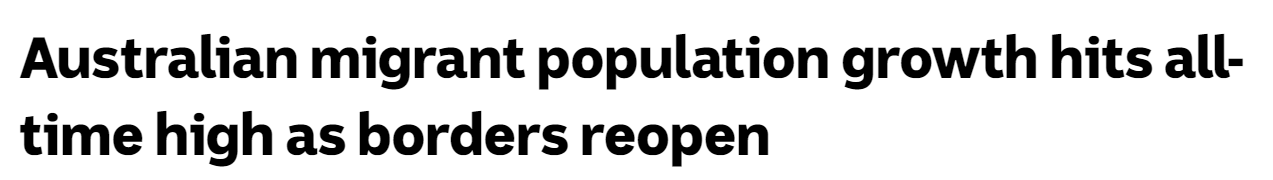 Australian migrant population growth hits all-
time high as borders reopen